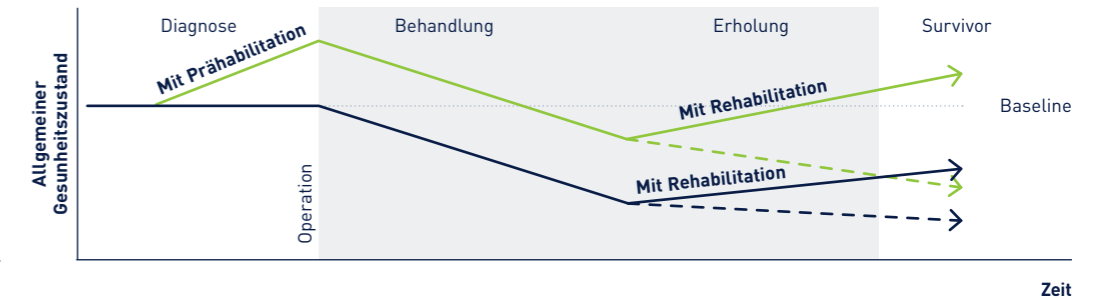 Diagnose
Behandlung
Erholung
Survivor
Mit Prähabilitation
Allgemeiner
Gesunheitszustand
Mit Rehabilitation
Baseline
Operation
Mit Rehabilitation
Zeit